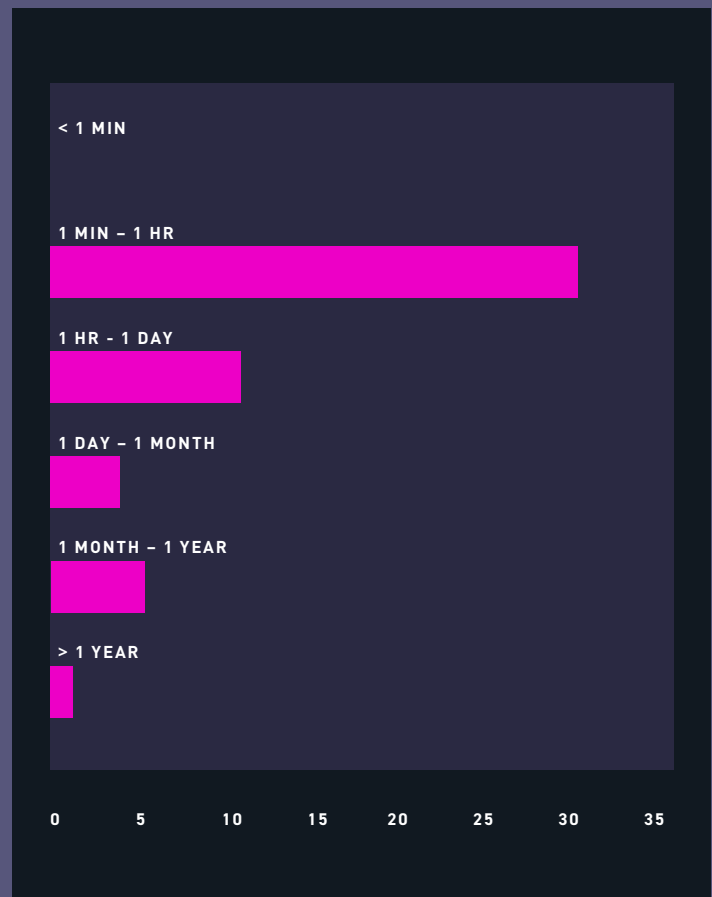 < 1 MIN
1 MIN – 1 HR
1 HR - 1 DAY
1 DAY – 1 MONTH
1 MONTH – 1 YEAR
> 1 YEAR
0 5 10 15 20 25 30 35